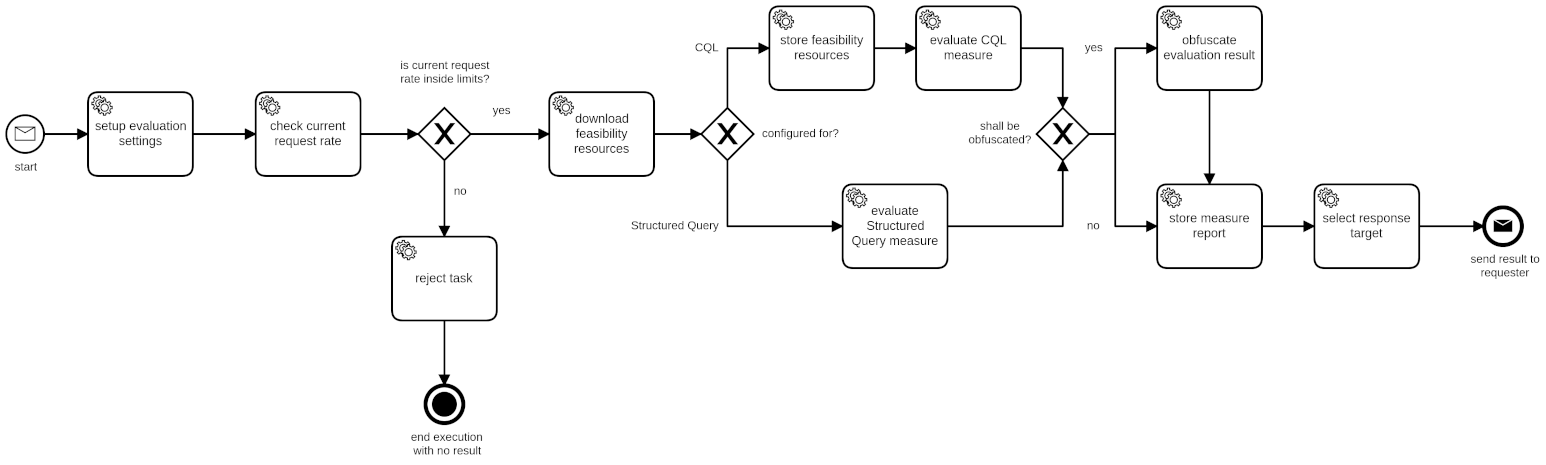 start
setup evaluation
settings
check current
request rate
is current request
rate inside limits?
yes
no
reject task
end execution
with no result
download
feasibility
resources
configured for?
CQL
store feasibility
resources
evaluate CQL
measure
Structured Query
evaluate
Structured
Query measure
shall be
obfuscated?
yes
obfuscate
evaluation result
no
store measure
report
select response
target
send result to
requester